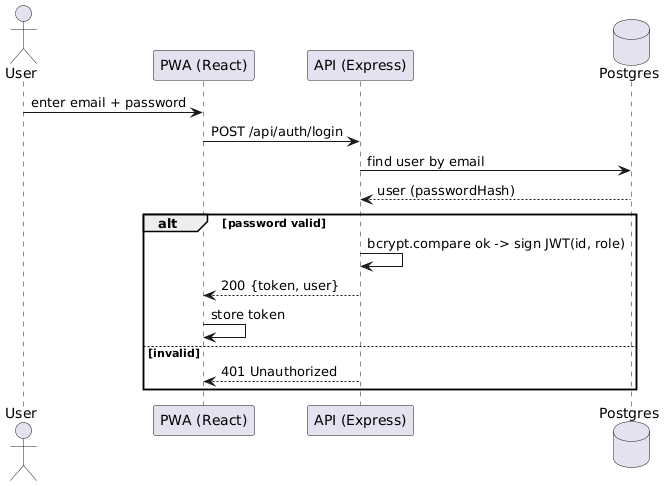 User
PWA (React)
API (Express)
Postgres
enter email + password
POST /api/auth/login
find user by email
user (passwordHash)
alt
[password valid]
bcrypt.compare ok -> sign JWT(id, role)
200 {token, user}
store token
[invalid]
401 Unauthorized
User
PWA (React)
API (Express)
Postgres